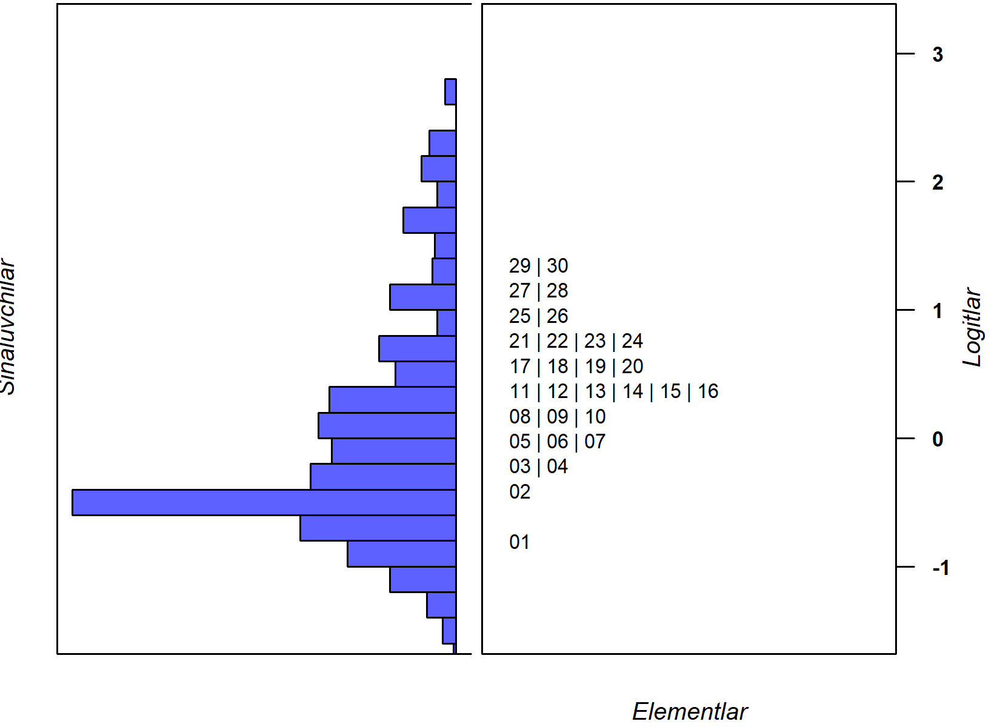 Sinaluvchilar
29 | 30
27 | 28
25 | 26
21 | 22 | 23 | 24
17 | 18 | 19 | 20
11 | 12 | 13 | 14 | 15 | 16
08 | 09 | 10
05 | 06 | 07
03 | 04
02
01
3
2
1
0
-1
Logitlar
Elementlar